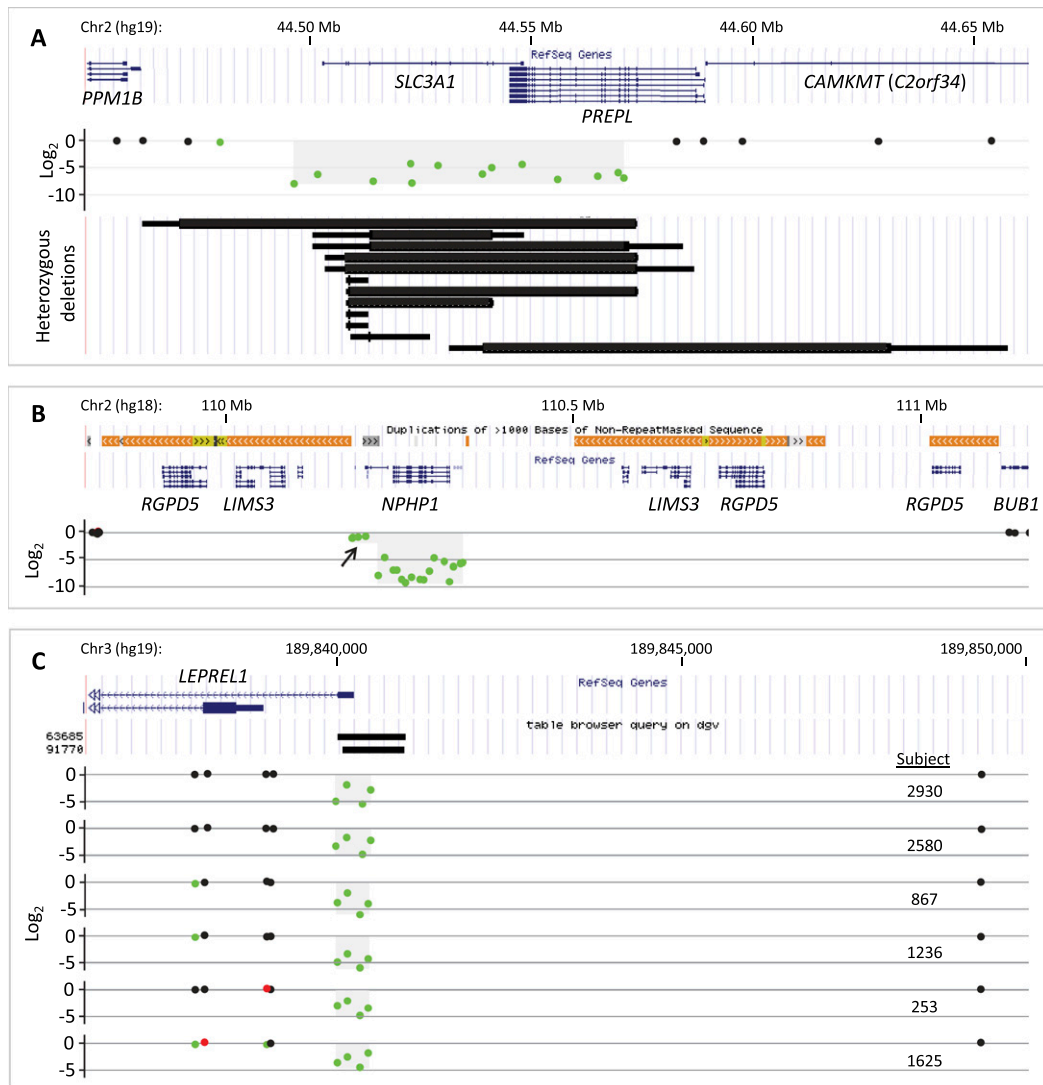 A
Chr2 (hg19):
44.50 Mb
44.55 Mb
44.60 Mb
44.65 Mb
RefSeq Genes
PPM1B
SLC3A1
CAMKMT (C2orf34)
PREPL
Log2
0
-5
-10
Heterozygous
deletions
B
Chr2 (hg18):
110 Mb
110.5 Mb
111 Mb
Duplications of >1000 Bases of Non-RepeatMasked Sequence
RefSeq Genes
RGPD5
LIMS3
NPHP1
LIMS3
RGPD5
RGPD5
BUB1
Log2
0
-5
-10
C
Chr3 (hg19):
189,840,000
189,845,000
189,850,000
LEPREL1
RefSeq Genes
table browser query on dgv
63685
91770
Subject
Log2
0
-5
2930
0
-5
2580
0
-5
867
0
-5
1236
0
-5
253
0
-5
1625